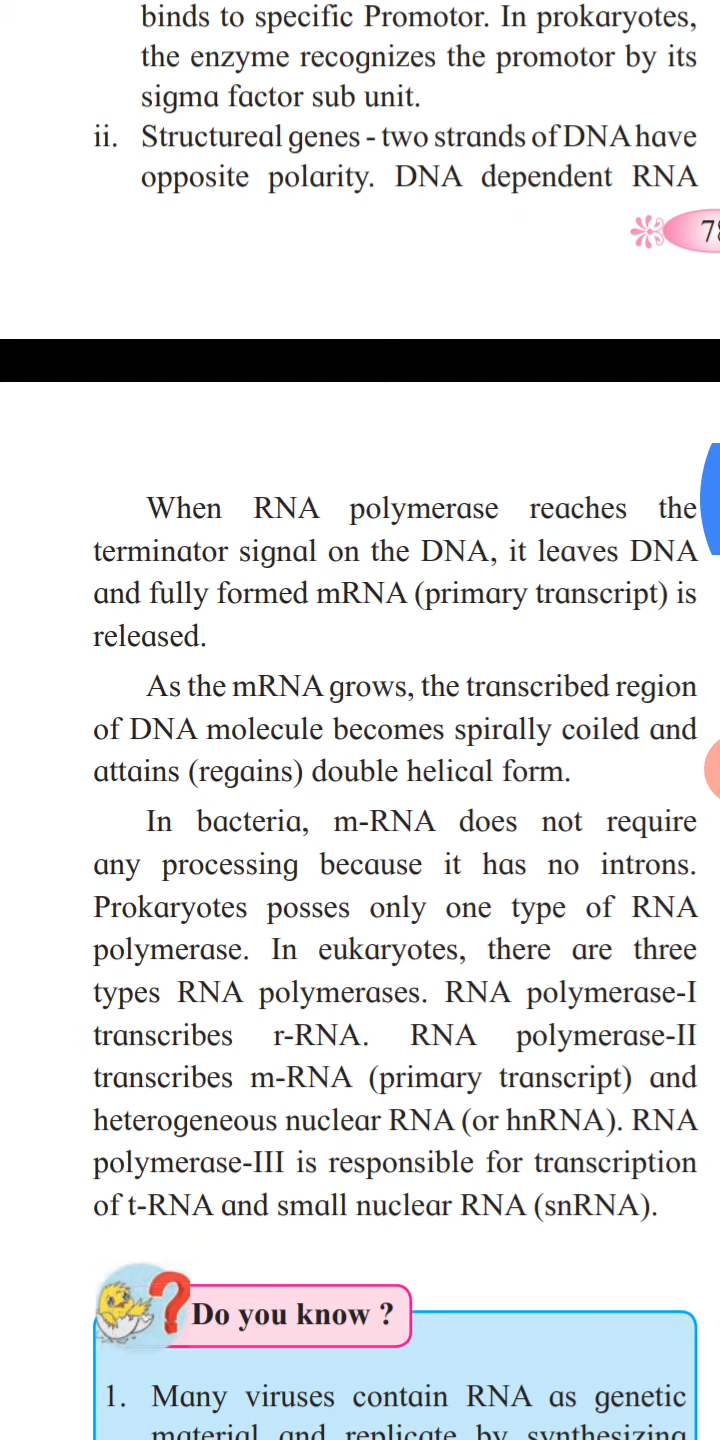 binds to specific Promotor. In prokaryotes,
the enzyme recognizes the promotor by its
sigma factor sub unit.
ii. Structureal genes - two strands of DNA have
opposite polarity. DNA dependent RNA
When RNA polymerase reaches the
terminator signal on the DNA, it leaves DNA
and fully formed mRNA (primary transcript) is
released.
As the mRNA grows, the transcribed region
of DNA molecule becomes spirally coiled and
attains (regains) double helical form.
In bacteria, m-RNA does not require
any processing because it has no introns.
Prokaryotes posses only one type of RNA
polymerase. In eukaryotes, there are three
types RNA polymerases. RNA polymerase-I
transcribes r-RNA. RNA polymerase-II
transcribes m-RNA (primary transcript) and
heterogeneous nuclear RNA (or hnRNA). RNA
polymerase-III is responsible for transcription
of t-RNA and small nuclear RNA (snRNA).
Do you know ?
1. Many viruses contain RNA as genetic
material and replicate by synthesizing